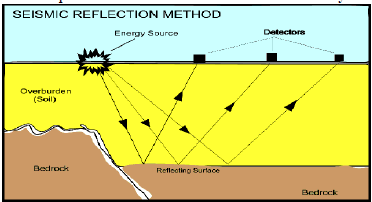 SEISMIC REFLECTION METHOD
Energy Source
Detectors
Overburden
(Soil)
Bedrock
Reflecting Surface
Bedrock